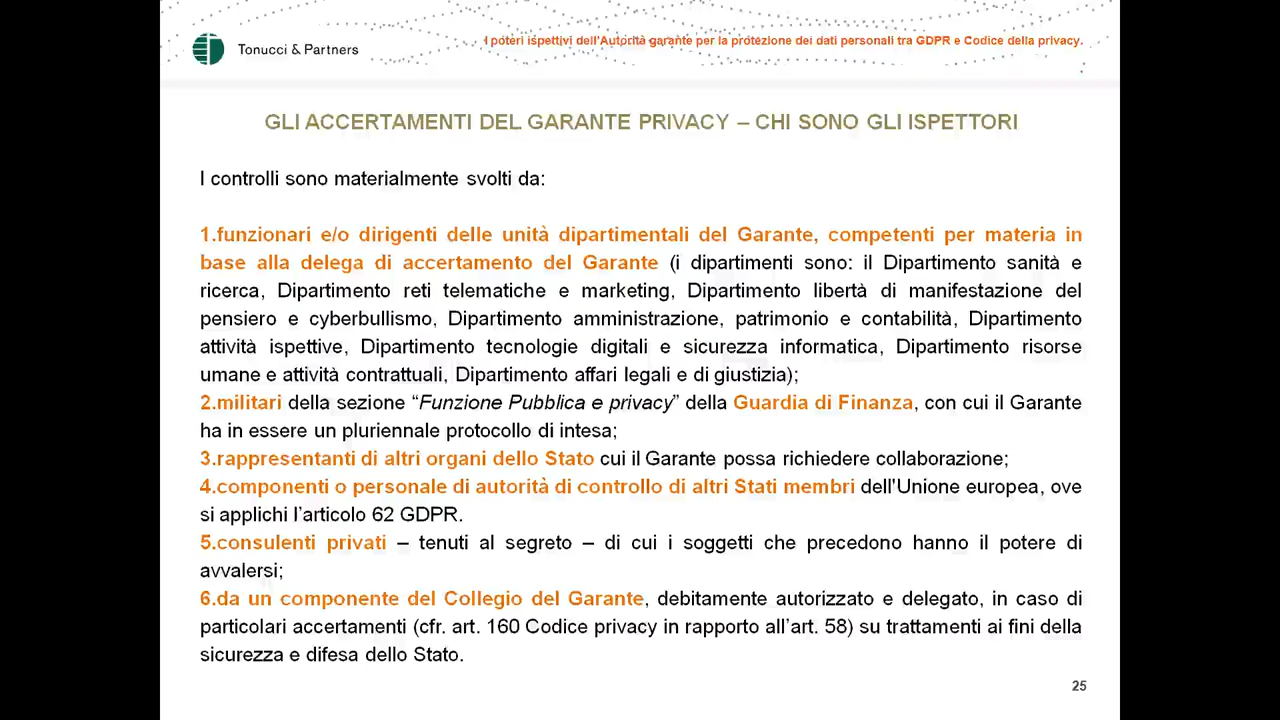 Tonucci & Partners
I poteri ispettivi dell'Autorità garante per la protezione dei dati personali tra GDPR e Codice della privacy.
GLI ACCERTAMENTI DEL GARANTE PRIVACY – CHI SONO GLI ISPETTORI
I controlli sono materialmente svolti da:
1.funzionari e/o dirigenti delle unità dipartimentali del Garante, competenti per materia in
base alla delega di accertamento del Garante (i dipartimenti sono: il Dipartimento sanità e
ricerca, Dipartimento reti telematiche e marketing, Dipartimento libertà di manifestazione del
pensiero e cyberbullismo, Dipartimento amministrazione, patrimonio e contabilità, Dipartimento
attività ispettive, Dipartimento tecnologie digitali e sicurezza informatica, Dipartimento risorse
umane e attività contrattuali, Dipartimento affari legali e di giustizia);
2.militari della sezione “Funzione Pubblica e privacy” della Guardia di Finanza, con cui il Garante
ha in essere un pluriennale protocollo di intesa;
3.rappresentanti di altri organi dello Stato cui il Garante possa richiedere collaborazione;
4.componenti o personale di autorità di controllo di altri Stati membri dell'Unione europea, ove
si applichi l’articolo 62 GDPR.
5.consulenti privati – tenuti al segreto – di cui i soggetti che precedono hanno il potere di
avvalersi;
6.da un componente del Collegio del Garante, debitamente autorizzato e delegato, in caso di
particolari accertamenti (cfr. art. 160 Codice privacy in rapporto all’art. 58) su trattamenti ai fini della
sicurezza e difesa dello Stato.
25